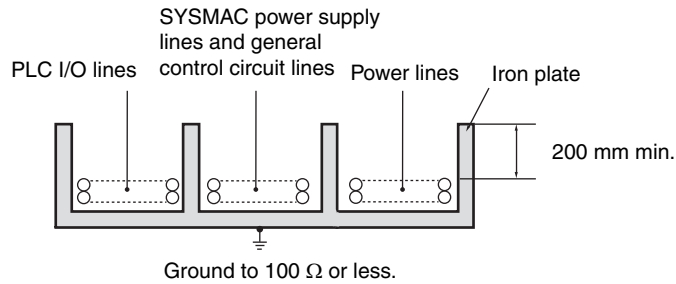 SYSMAC power supply
lines and general
control circuit lines
PLC I/O lines
Power lines
Iron plate
200 mm min.
Ground to 100 Ω or less.